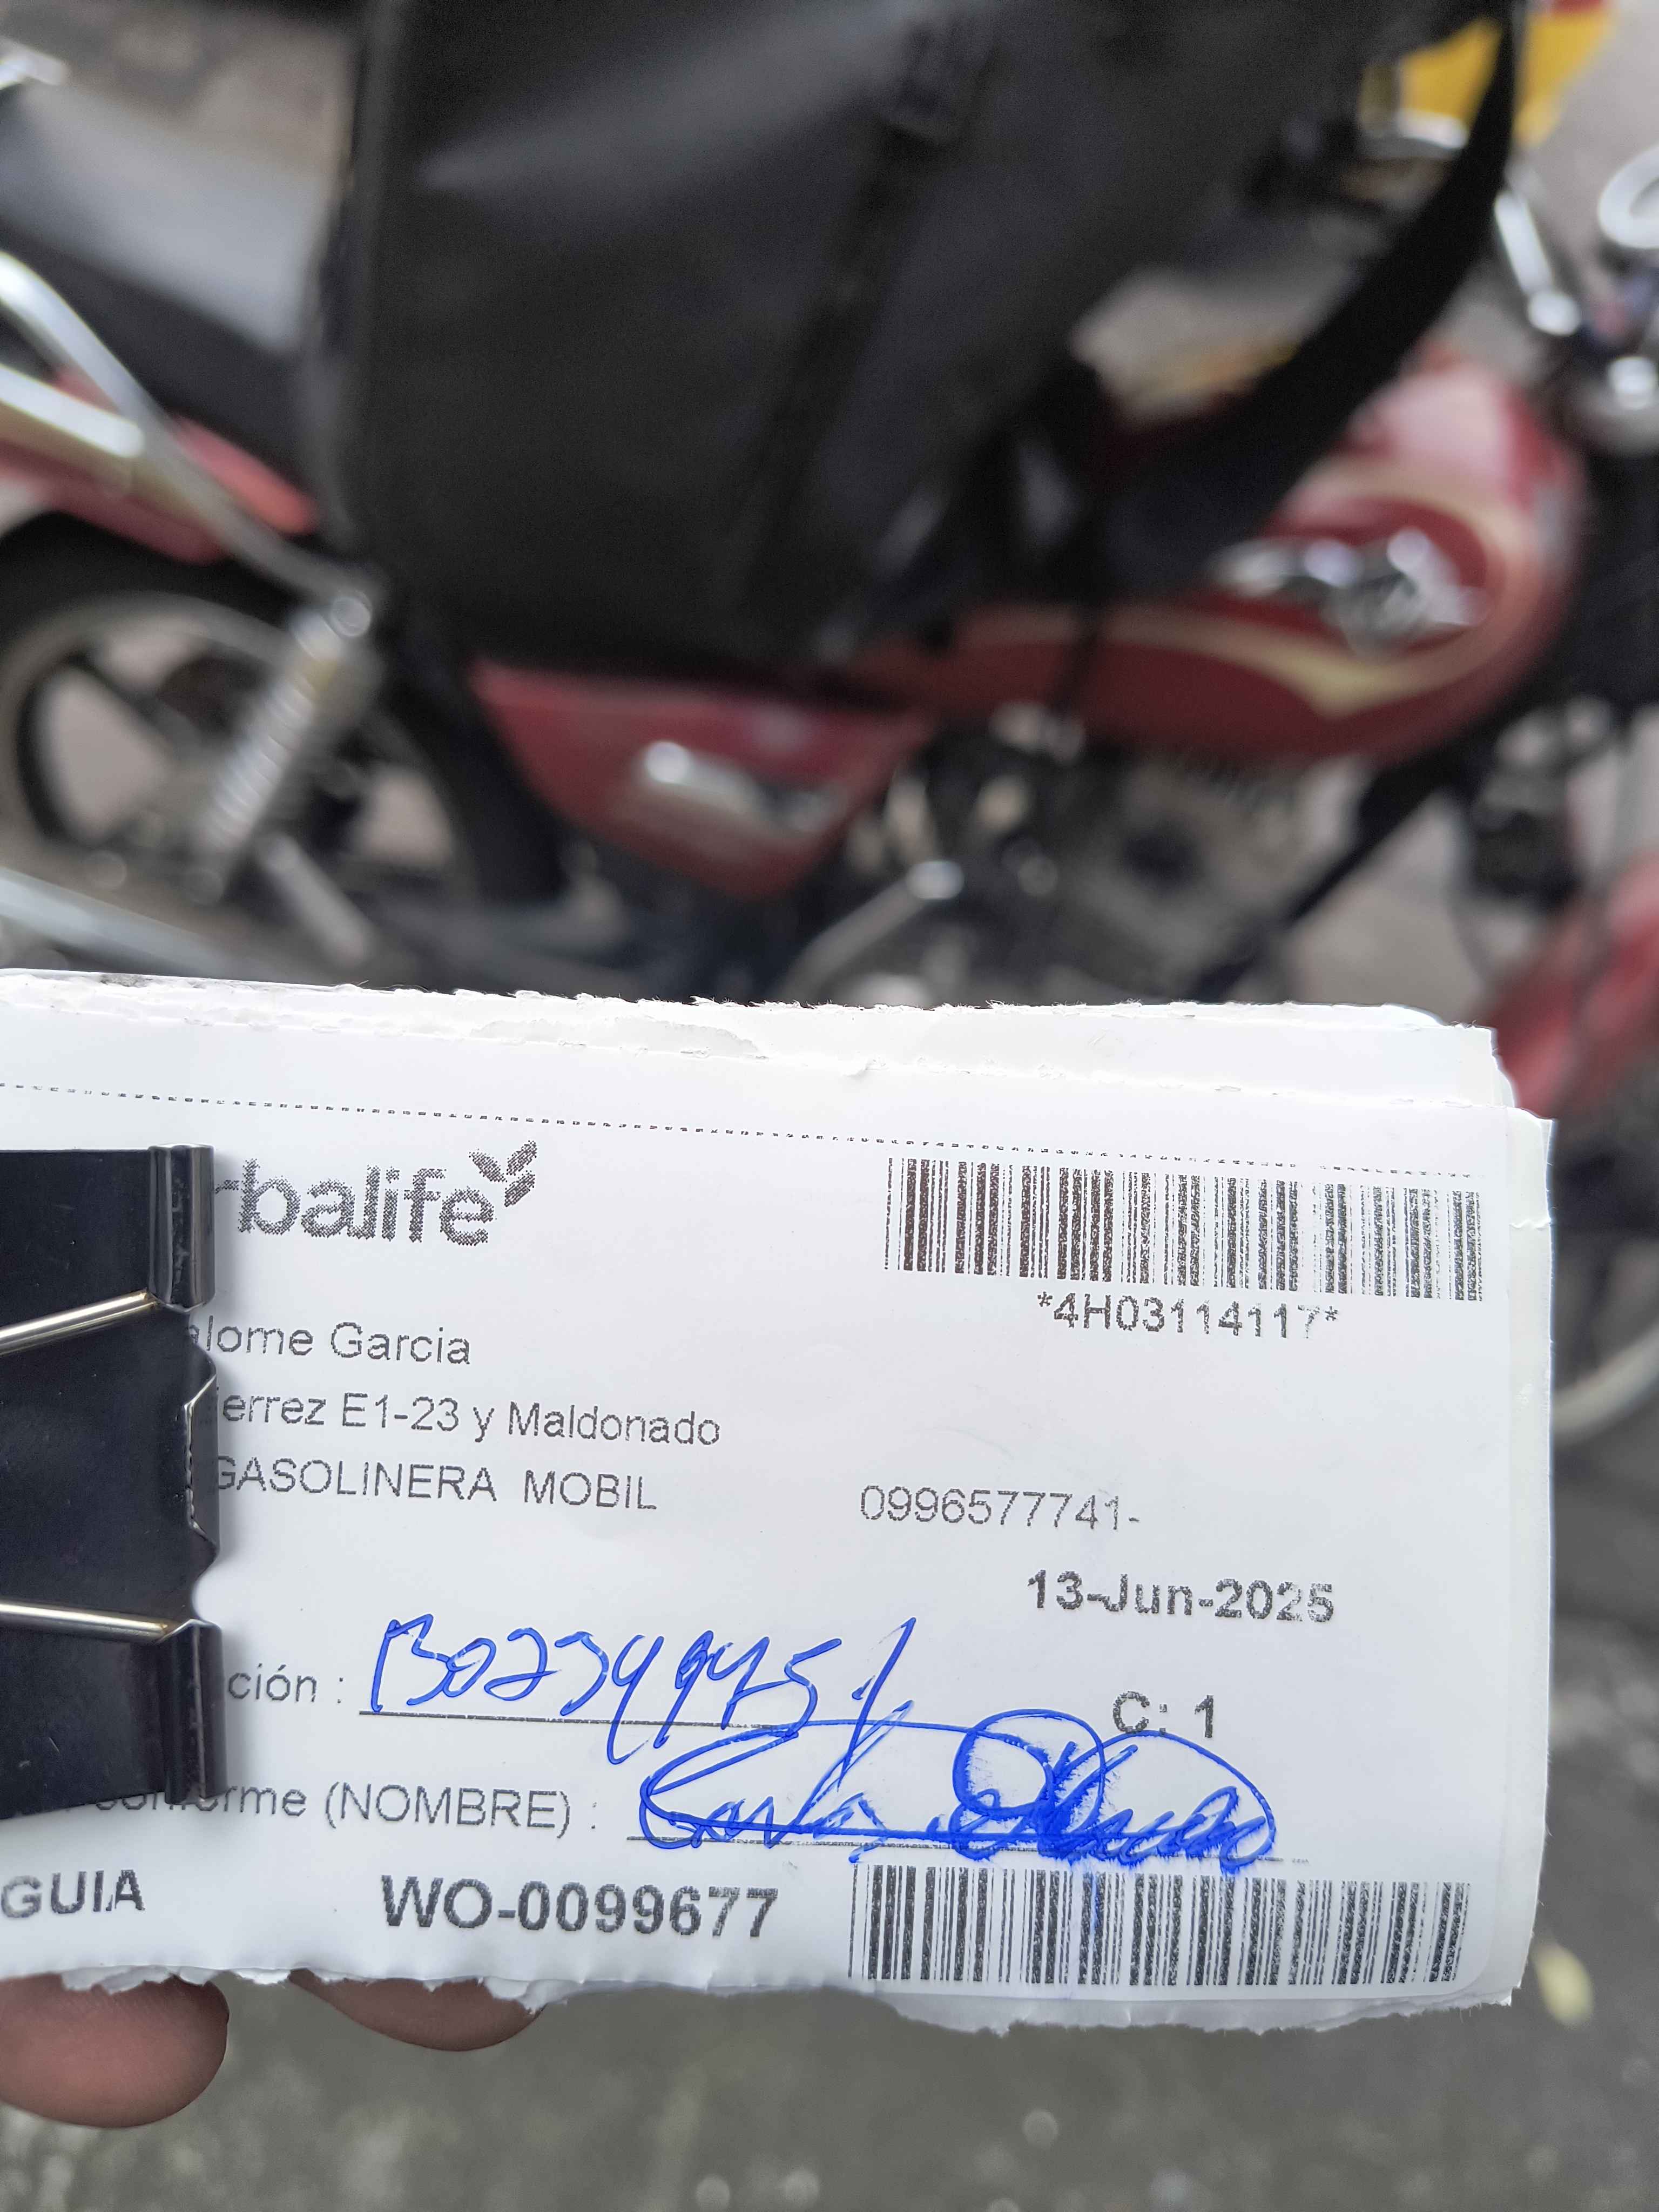 rbalife
*4H03114117*
alome Garcia
ierrez E1-23 y Maldonado
GASOLINERA MOBIL 0996577741-
13-Jun-2025
ción :
C: 1
conforme (NOMBRE) :
GUIA WO-0099677